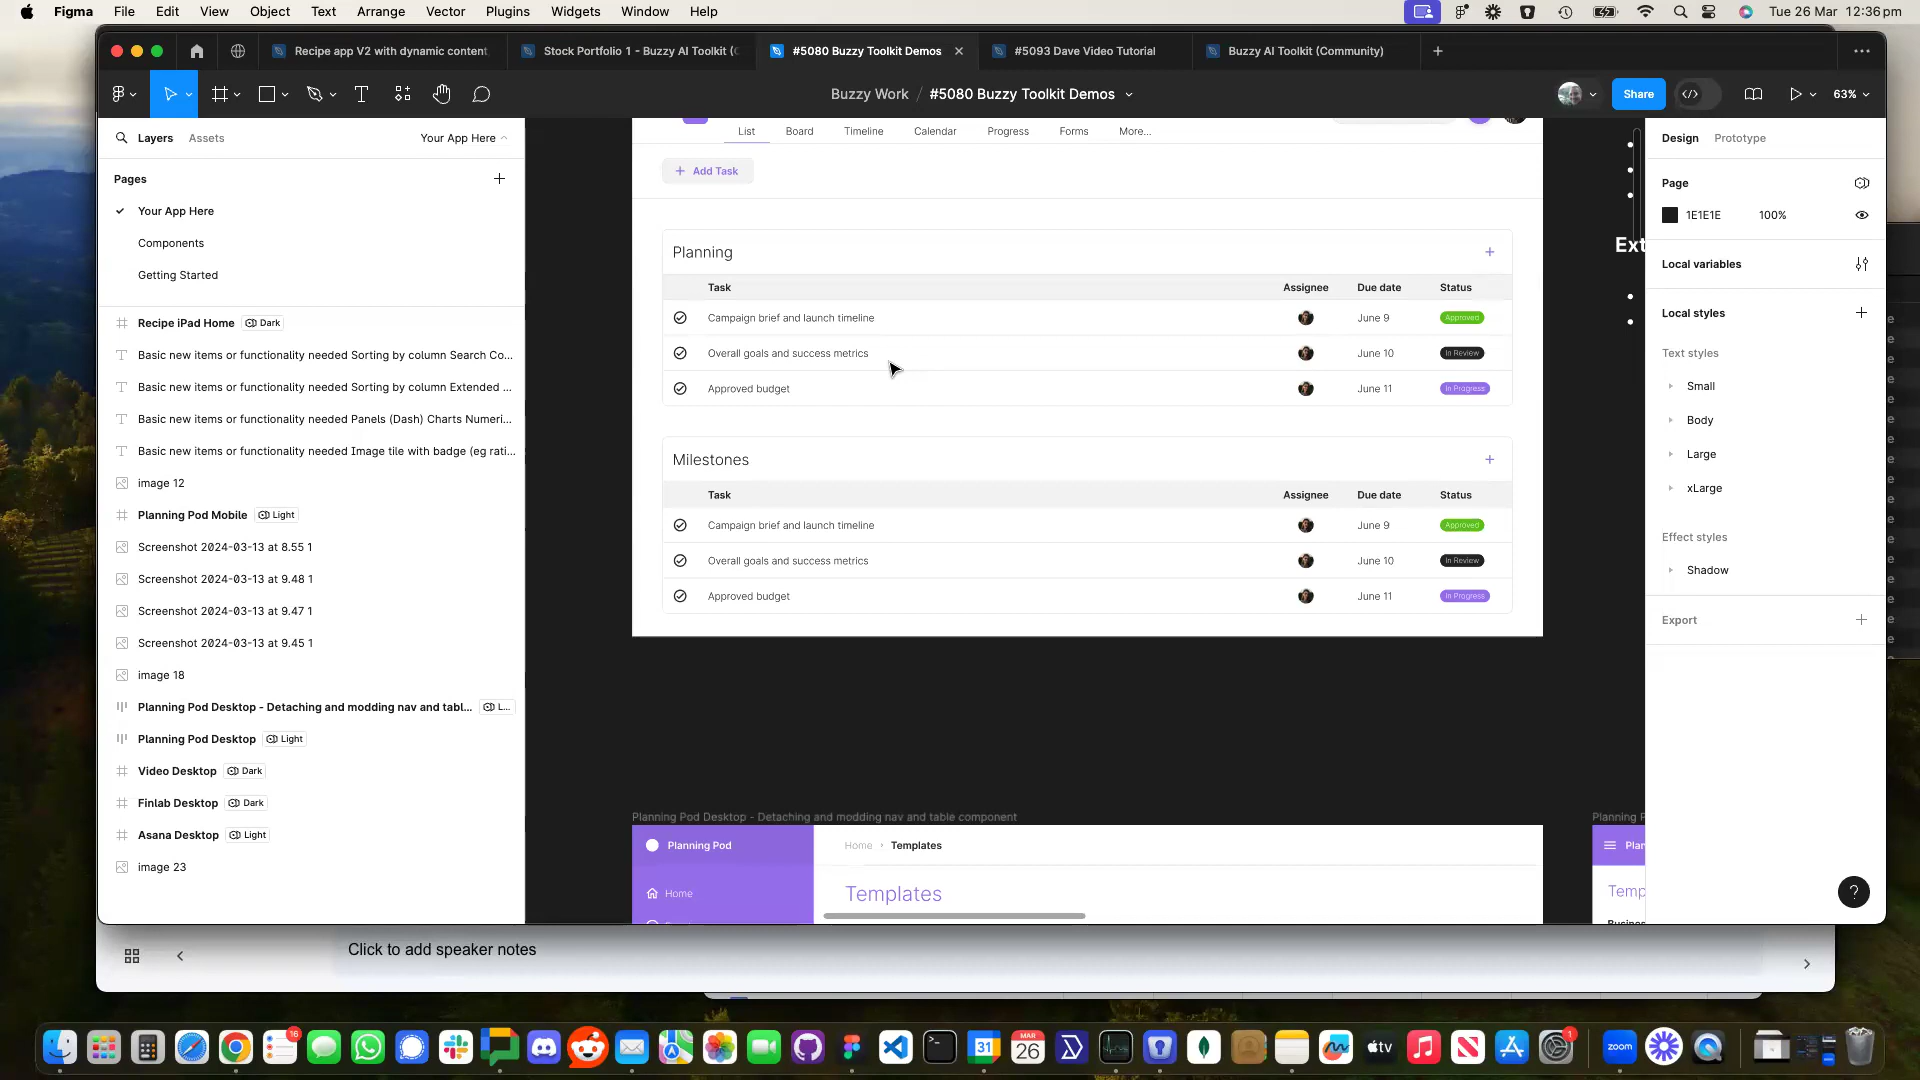 Figma File Edit View Object Text Arrange Vector Plugins Widgets Window Help
Tue 26 Mar 12:36 pm
Recipe app V2 with dynamic content
Stock Portfolio 1 - Buzzy AI Toolkit (C
#5080 Buzzy Toolkit Demos
#5093 Dave Video Tutorial
Buzzy AI Toolkit (Community)
Buzzy Work / #5080 Buzzy Toolkit Demos
Share
63%
Layers Assets
Your App Here
Pages
Your App Here
Components
Getting Started
Recipe iPad Home Dark
Basic new items or functionality needed Sorting by column Search Co...
Basic new items or functionality needed Sorting by column Extended ...
Basic new items or functionality needed Panels (Dash) Charts Numeri...
Basic new items or functionality needed Image tile with badge (eg rati...
image 12
Planning Pod Mobile Light
Screenshot 2024-03-13 at 8.55 1
Screenshot 2024-03-13 at 9.48 1
Screenshot 2024-03-13 at 9.47 1
Screenshot 2024-03-13 at 9.45 1
image 18
Planning Pod Desktop - Detaching and modding nav and tabl... L...
Planning Pod Desktop Light
Video Desktop Dark
Finlab Desktop Dark
Asana Desktop Light
image 23
List Board Timeline Calendar Progress Forms More...
+ Add Task
Planning
Task Assignee Due date Status
Campaign brief and launch timeline June 9 Approved
Overall goals and success metrics June 10 In Review
Approved budget June 11 In Progress
Milestones
Task Assignee Due date Status
Campaign brief and launch timeline June 9 Approved
Overall goals and success metrics June 10 In Review
Approved budget June 11 In Progress
Planning Pod Desktop - Detaching and modding nav and table component
Planning Pod
Home › Templates
Home
Templates
Planning P
Plan
Temp
Ext
Design Prototype
Page
1E1E1E 100%
Local variables
Local styles
Text styles
Small
Body
Large
xLarge
Effect styles
Shadow
Export
?
Click to add speaker notes
16
31
MAR
26
tv
zoom
1